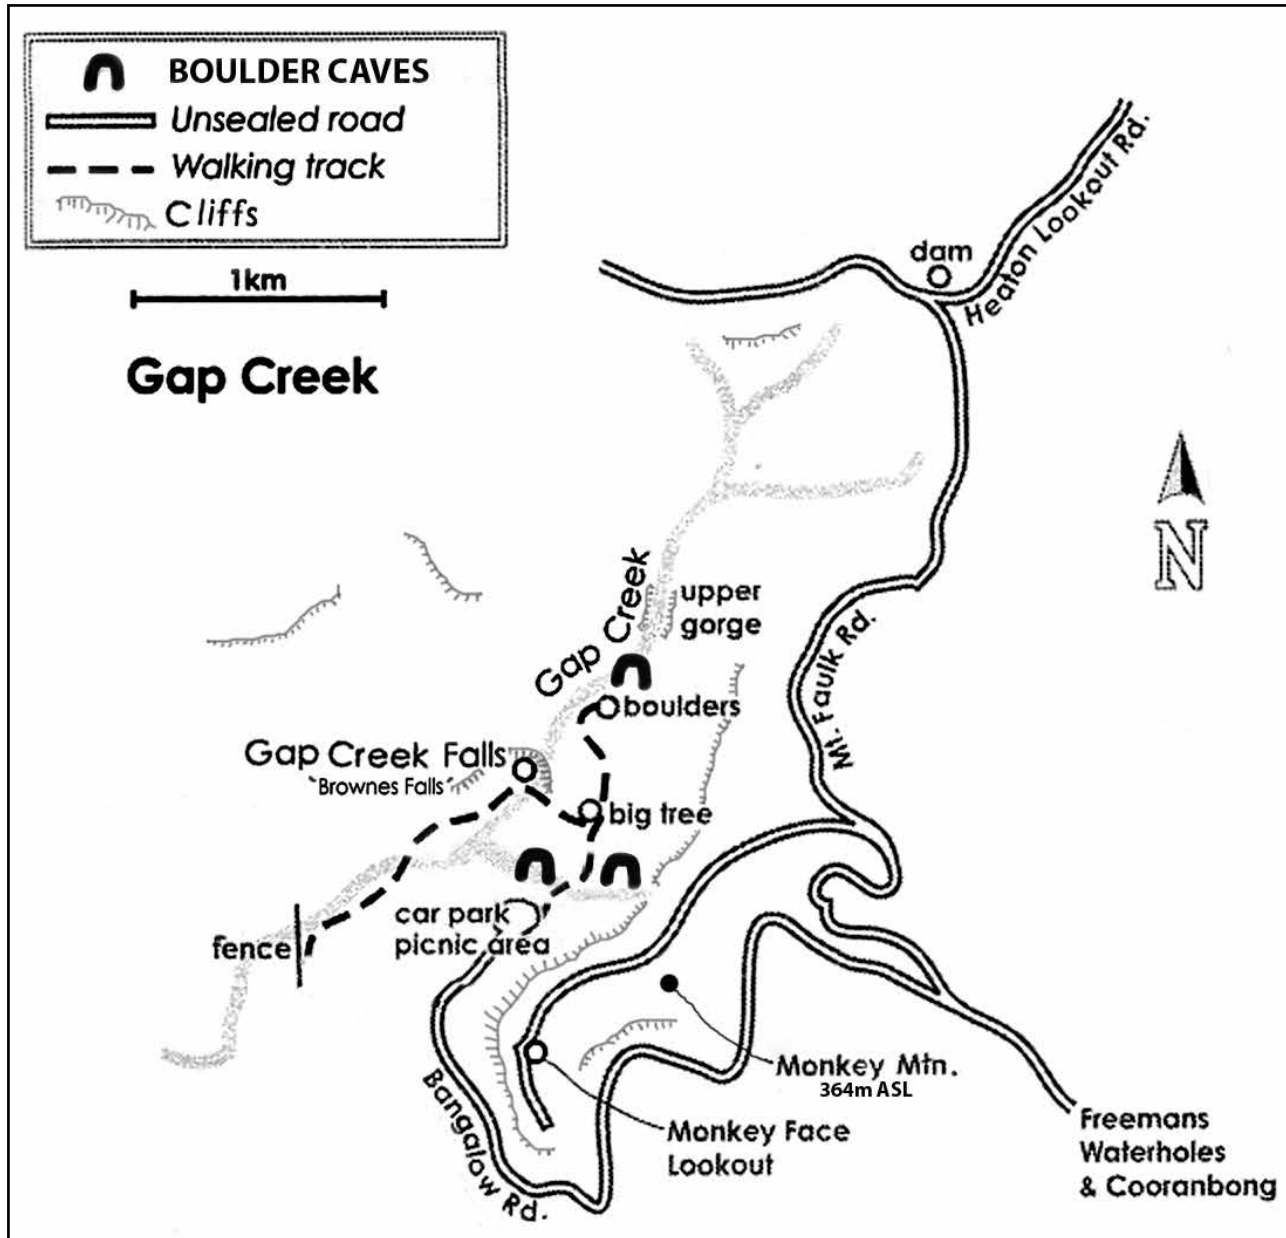 BOULDER CAVES
Unsealed road
Walking track
Cliffs
1km
Gap Creek
dam
Heaton Lookout Rd.
N
upper
gorge
Gap Creek
boulders
Mt. Faulk Rd.
Gap Creek Falls
"Brownes Falls"
big tree
car park
picnic area
fence
Monkey Mtn.
364m ASL
Bangalow Rd.
Monkey Face
Lookout
Freemans
Waterholes
& Cooranbong